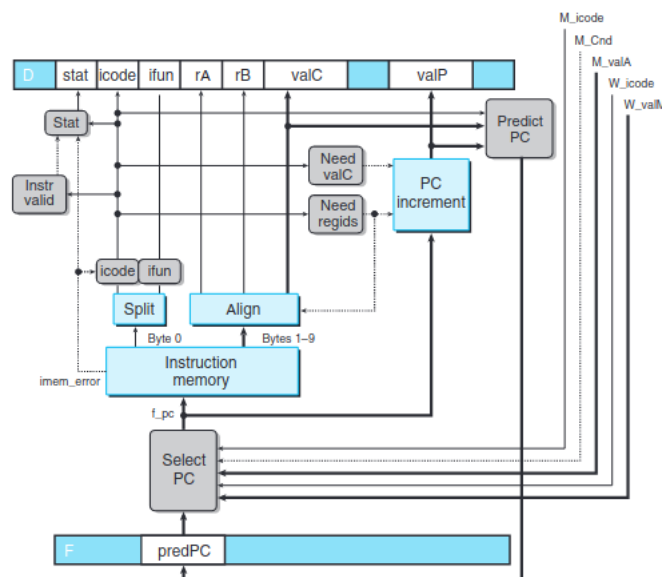 M_icode
M_Cnd
M_valA
W_icode
W_valM
D stat icode ifun rA rB valC valP
Stat
Predict
PC
Need
valC
Instr
valid
PC
increment
Need
regids
icode ifun
Split
Align
Byte 0
Bytes 1–9
Instruction
memory
imem_error
f_pc
Select
PC
F predPC